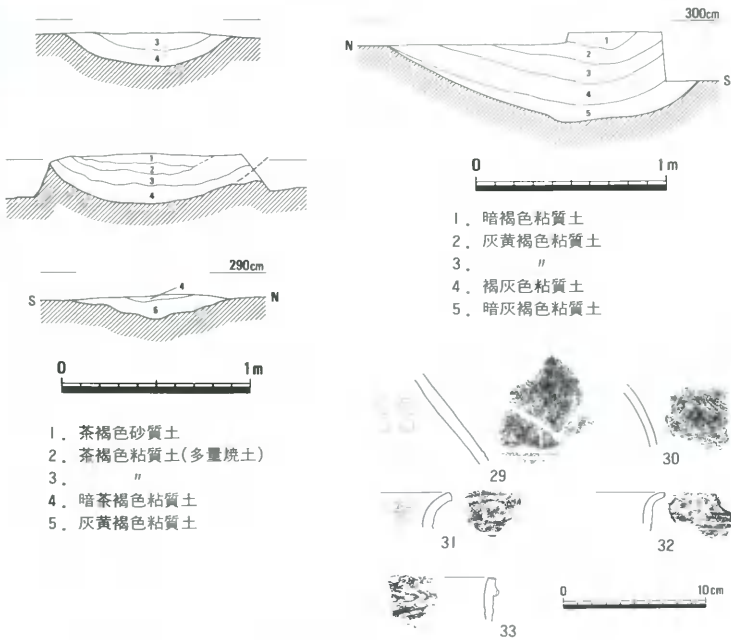 3
4
1
2
3
4
290cm
S
4
N
5
0
1m
1. 茶褐色砂質土
2. 茶褐色粘質土(多量焼土)
3. 〃
4. 暗茶褐色粘質土
5. 灰黄褐色粘質土
300cm
N
1
2
3
4
5
S
0
1m
1. 暗褐色粘質土
2. 灰黄褐色粘質土
3. 〃
4. 褐灰色粘質土
5. 暗灰褐色粘質土
29
30
31
32
33
0
10cm